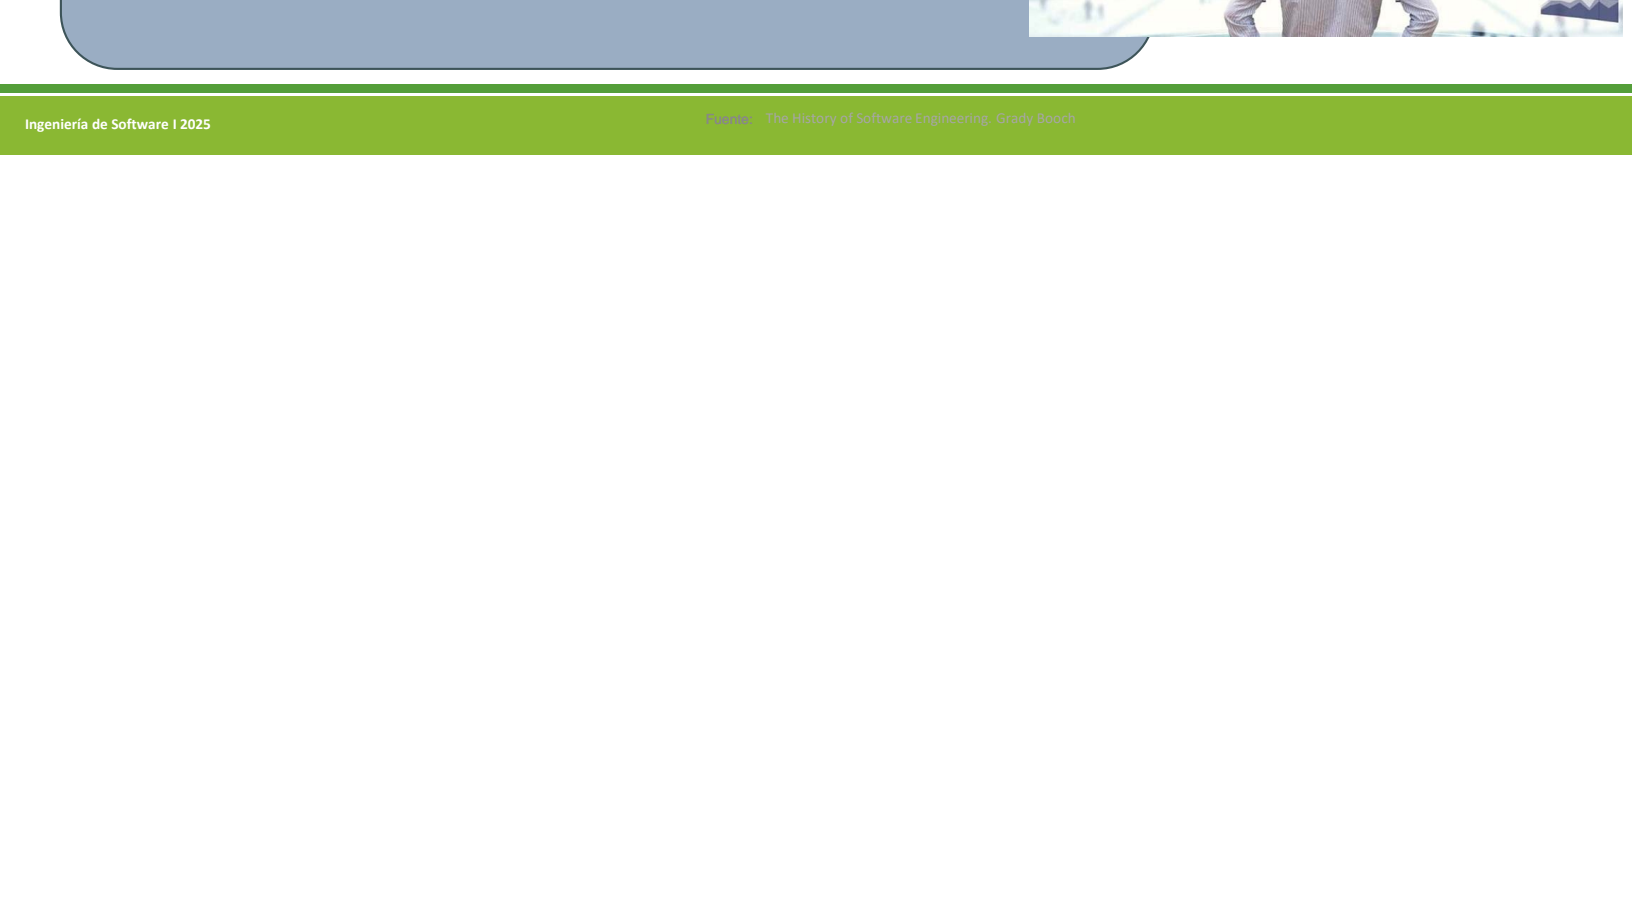 Ingeniería de Software I 2025
Fuente: The History of Software Engineering. Grady Booch